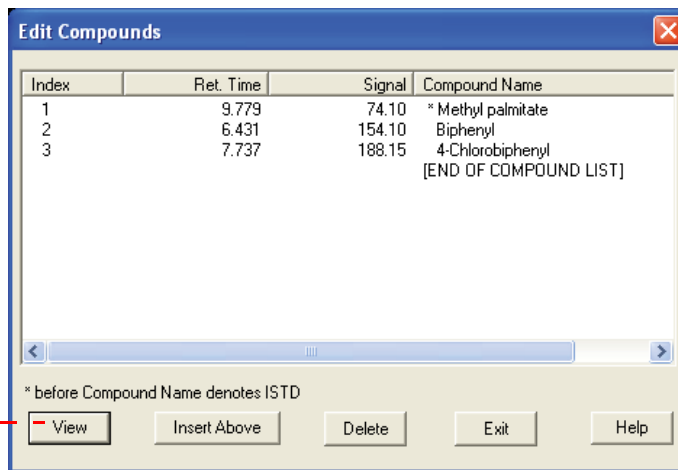 Edit Compounds
Index Ret. Time Signal Compound Name
1 9.779 74.10 * Methyl palmitate
2 6.431 154.10 Biphenyl
3 7.737 188.15 4-Chlorobiphenyl
[END OF COMPOUND LIST]
* before Compound Name denotes ISTD
View Insert Above Delete Exit Help